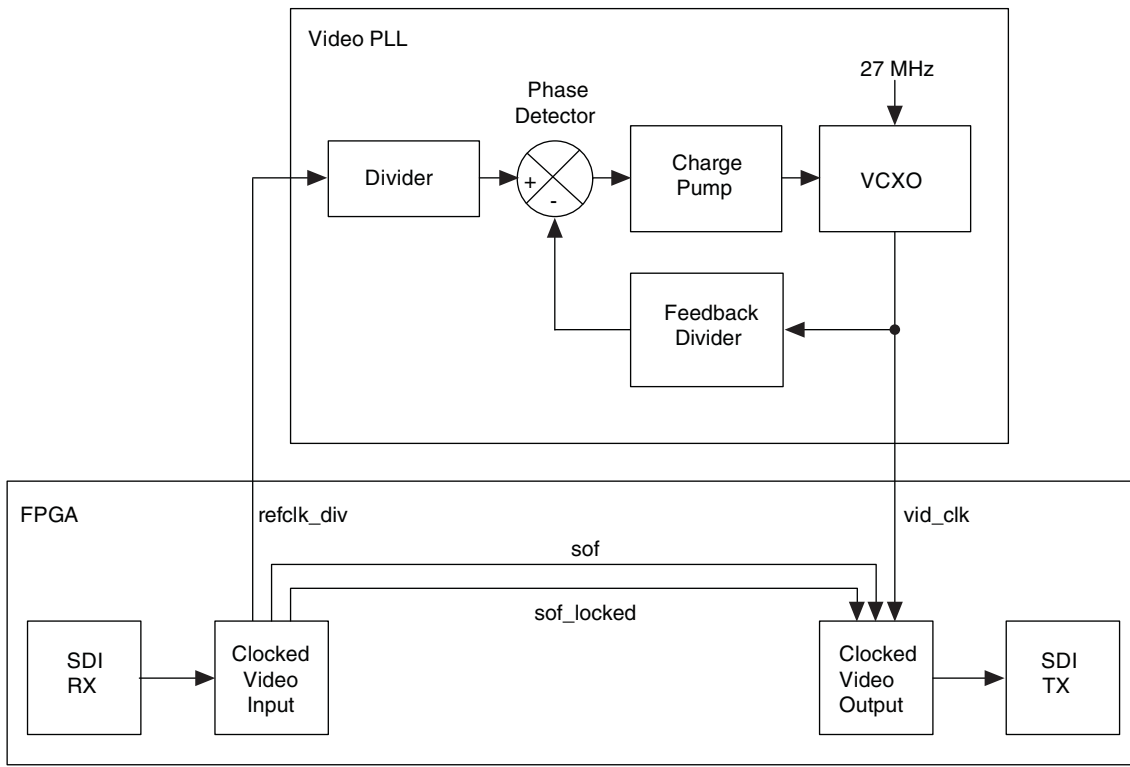 Video PLL
27 MHz
Phase
Detector
Divider
+
-
Charge
Pump
VCXO
Feedback
Divider
FPGA
refclk_div
vid_clk
sof
sof_locked
SDI
RX
Clocked
Video
Input
Clocked
Video
Output
SDI
TX